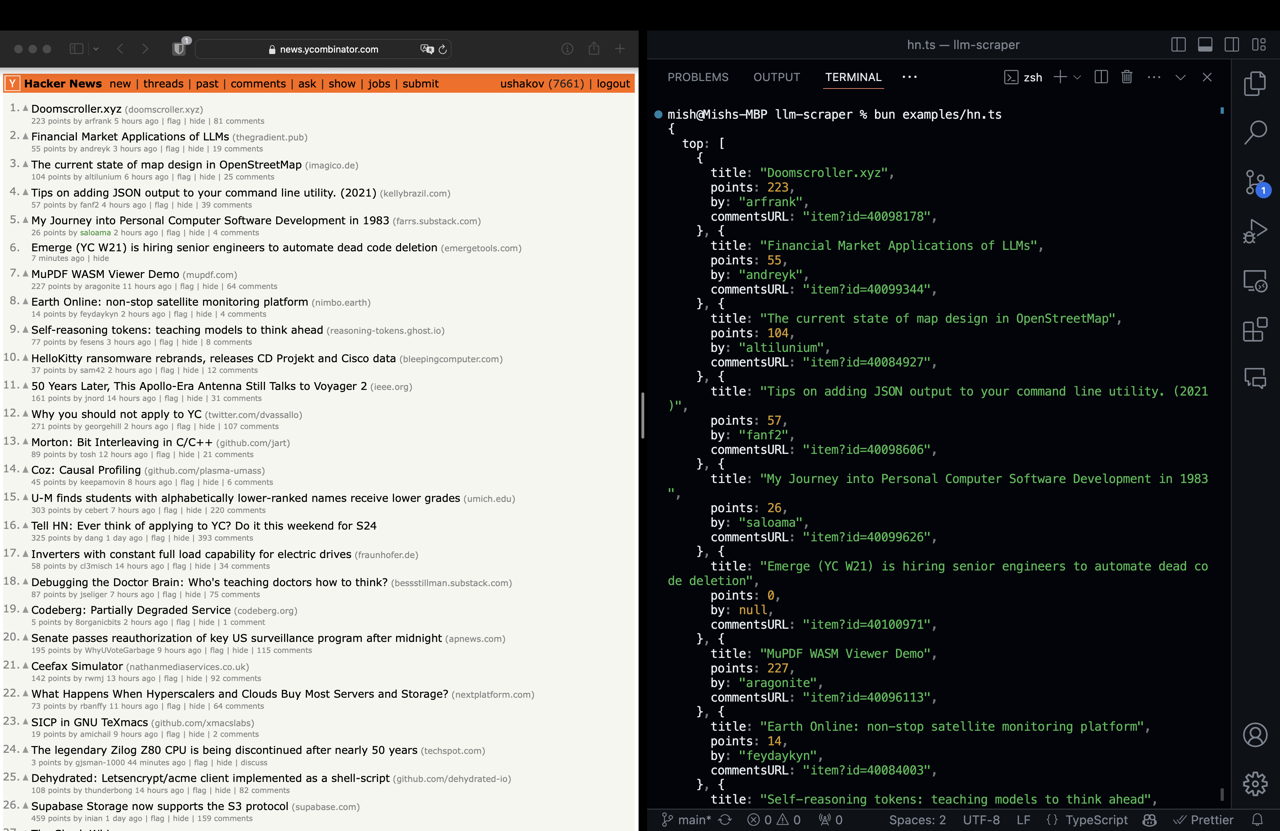 1
news.ycombinator.com
Y Hacker News new | threads | past | comments | ask | show | jobs | submit ushakov (7661) | logout
1. Doomscroller.xyz (doomscroller.xyz)
223 points by arfrank 5 hours ago | flag | hide | 81 comments
2. Financial Market Applications of LLMs (thegradient.pub)
55 points by andreyk 3 hours ago | flag | hide | 19 comments
3. The current state of map design in OpenStreetMap (imagico.de)
104 points by altilunium 6 hours ago | flag | hide | 25 comments
4. Tips on adding JSON output to your command line utility. (2021) (kellybrazil.com)
57 points by fanf2 4 hours ago | flag | hide | 39 comments
5. My Journey into Personal Computer Software Development in 1983 (farrs.substack.com)
26 points by saloama 2 hours ago | flag | hide | 4 comments
6. Emerge (YC W21) is hiring senior engineers to automate dead code deletion (emergetools.com)
7 minutes ago | hide
7. MuPDF WASM Viewer Demo (mupdf.com)
227 points by aragonite 11 hours ago | flag | hide | 64 comments
8. Earth Online: non-stop satellite monitoring platform (nimbo.earth)
14 points by feydaykyn 2 hours ago | flag | hide | 4 comments
9. Self-reasoning tokens: teaching models to think ahead (reasoning-tokens.ghost.io)
77 points by fesens 3 hours ago | flag | hide | 8 comments
10. HelloKitty ransomware rebrands, releases CD Projekt and Cisco data (bleepingcomputer.com)
37 points by sam42 2 hours ago | flag | hide | 12 comments
11. 50 Years Later, This Apollo-Era Antenna Still Talks to Voyager 2 (ieee.org)
161 points by jnord 14 hours ago | flag | hide | 31 comments
12. Why you should not apply to YC (twitter.com/dvassallo)
271 points by georgehill 2 hours ago | flag | hide | 107 comments
13. Morton: Bit Interleaving in C/C++ (github.com/jart)
89 points by tosh 12 hours ago | flag | hide | 21 comments
14. Coz: Causal Profiling (github.com/plasma-umass)
45 points by keepamovin 8 hours ago | flag | hide | 6 comments
15. U-M finds students with alphabetically lower-ranked names receive lower grades (umich.edu)
303 points by cebert 7 hours ago | flag | hide | 220 comments
16. Tell HN: Ever think of applying to YC? Do it this weekend for S24
325 points by dang 1 day ago | flag | hide | 393 comments
17. Inverters with constant full load capability for electric drives (fraunhofer.de)
58 points by cl3misch 14 hours ago | flag | hide | 34 comments
18. Debugging the Doctor Brain: Who's teaching doctors how to think? (bessstillman.substack.com)
87 points by jseliger 7 hours ago | flag | hide | 75 comments
19. Codeberg: Partially Degraded Service (codeberg.org)
5 points by 8organicbits 2 hours ago | flag | hide | 1 comment
20. Senate passes reauthorization of key US surveillance program after midnight (apnews.com)
195 points by WhyUVoteGarbage 9 hours ago | flag | hide | 115 comments
21. Ceefax Simulator (nathanmediaservices.co.uk)
142 points by rwmj 13 hours ago | flag | hide | 92 comments
22. What Happens When Hyperscalers and Clouds Buy Most Servers and Storage? (nextplatform.com)
73 points by rbanffy 11 hours ago | flag | hide | 64 comments
23. SICP in GNU TeXmacs (github.com/xmacslabs)
19 points by amichail 9 hours ago | flag | hide | 2 comments
24. The legendary Zilog Z80 CPU is being discontinued after nearly 50 years (techspot.com)
3 points by gjsman-1000 44 minutes ago | flag | hide | discuss
25. Dehydrated: Letsencrypt/acme client implemented as a shell-script (github.com/dehydrated-io)
108 points by thunderbong 14 hours ago | flag | hide | 82 comments
26. Supabase Storage now supports the S3 protocol (supabase.com)
459 points by inian 1 day ago | flag | hide | 159 comments
hn.ts — llm-scraper
PROBLEMS OUTPUT TERMINAL zsh
mish@Mishs-MBP llm-scraper % bun examples/hn.ts
{
top: [
{
title: "Doomscroller.xyz",
points: 223,
by: "arfrank",
commentsURL: "item?id=40098178",
}, {
title: "Financial Market Applications of LLMs",
points: 55,
by: "andreyk",
commentsURL: "item?id=40099344",
}, {
title: "The current state of map design in OpenStreetMap",
points: 104,
by: "altilunium",
commentsURL: "item?id=40084927",
}, {
title: "Tips on adding JSON output to your command line utility. (2021
)",
points: 57,
by: "fanf2",
commentsURL: "item?id=40098606",
}, {
title: "My Journey into Personal Computer Software Development in 1983
",
points: 26,
by: "saloama",
commentsURL: "item?id=40099626",
}, {
title: "Emerge (YC W21) is hiring senior engineers to automate dead co
de deletion",
points: 0,
by: null,
commentsURL: "item?id=40100971",
}, {
title: "MuPDF WASM Viewer Demo",
points: 227,
by: "aragonite",
commentsURL: "item?id=40096113",
}, {
title: "Earth Online: non-stop satellite monitoring platform",
points: 14,
by: "feydaykyn",
commentsURL: "item?id=40084003",
}, {
title: "Self-reasoning tokens: teaching models to think ahead",
1
main* 0 0 0 Spaces: 2 UTF-8 LF {} TypeScript Prettier